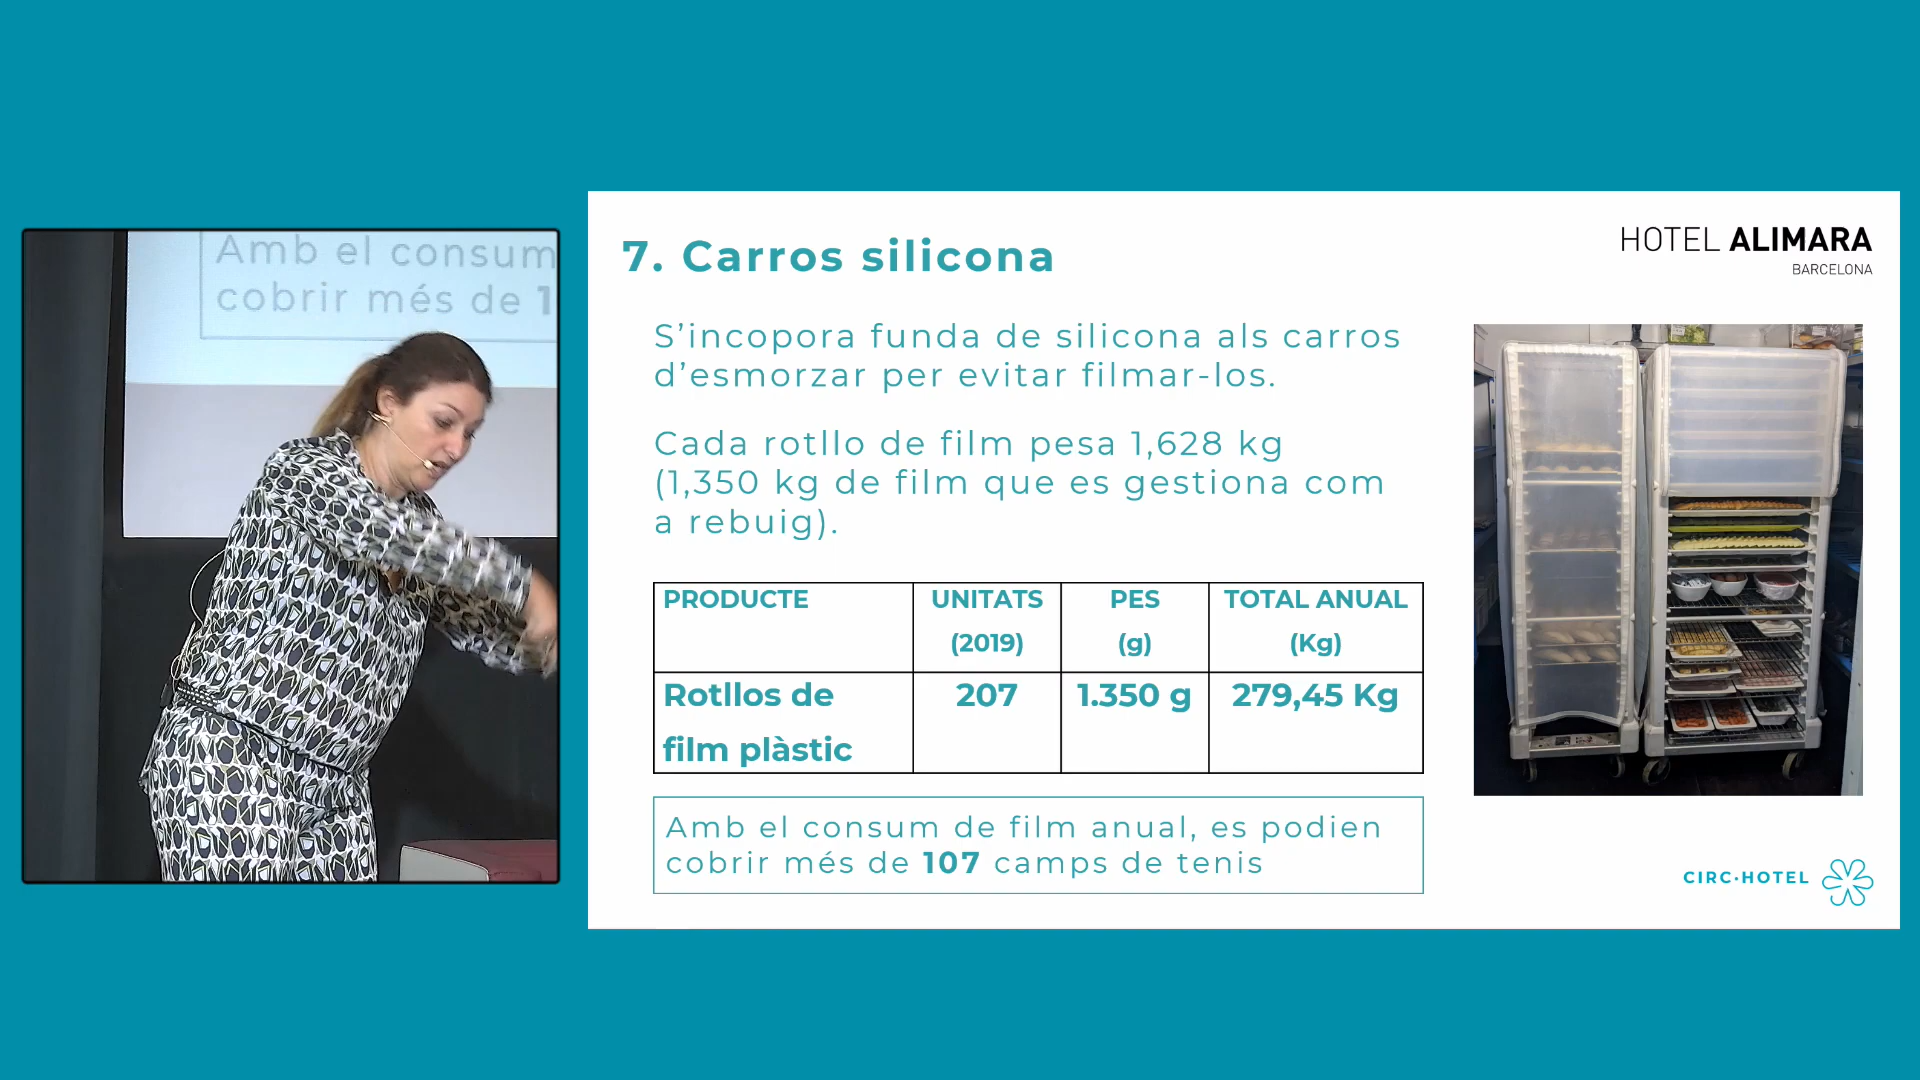 Amb el consum
cobrir més de 1
7. Carros silicona
HOTEL ALIMARA
BARCELONA
S’incopora funda de silicona als carros
d’esmorzar per evitar filmar-los.
Cada rotllo de film pesa 1,628 kg
(1,350 kg de film que es gestiona com
a rebuig).
PRODUCTE UNITATS PES TOTAL ANUAL
(2019) (g) (Kg)
Rotllos de 207 1.350 g 279,45 Kg
film plàstic
Amb el consum de film anual, es podien
cobrir més de 107 camps de tenis
CIRC·HOTEL